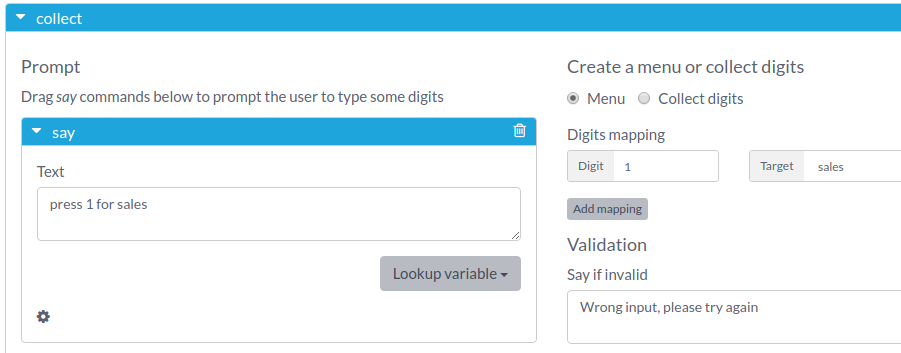 collect
Prompt
Drag say commands below to prompt the user to type some digits
say
Text
press 1 for sales
Lookup variable
Create a menu or collect digits
Menu Collect digits
Digits mapping
Digit 1 Target sales
Add mapping
Validation
Say if invalid
Wrong input, please try again